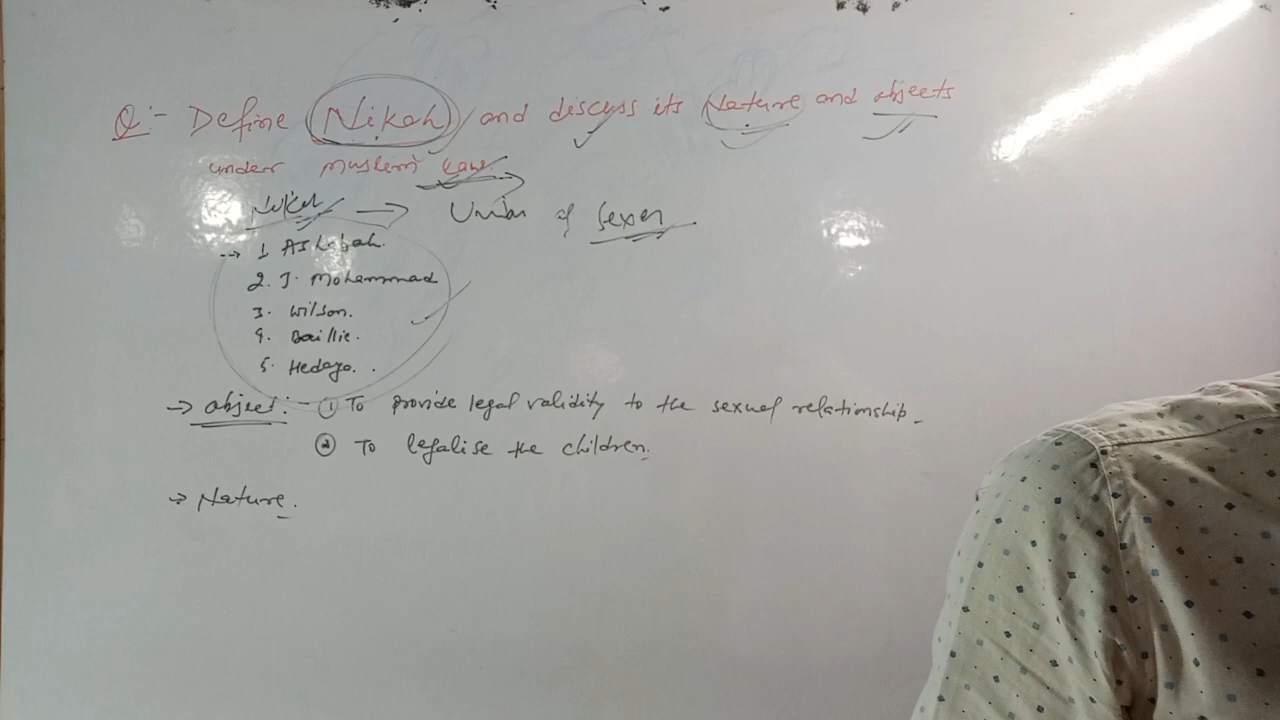 Q:- Define Nikah and discuss its Nature and objects
under muslem Law.
Nikah → Union of Sexes
→ 1.
2. J. Mohammad
3. Wilson.
4. Baillie.
5. Hedaya.
→ object:- ① To provide legal validity to the sexual relationship.
② To legalise the children.
→ Nature.